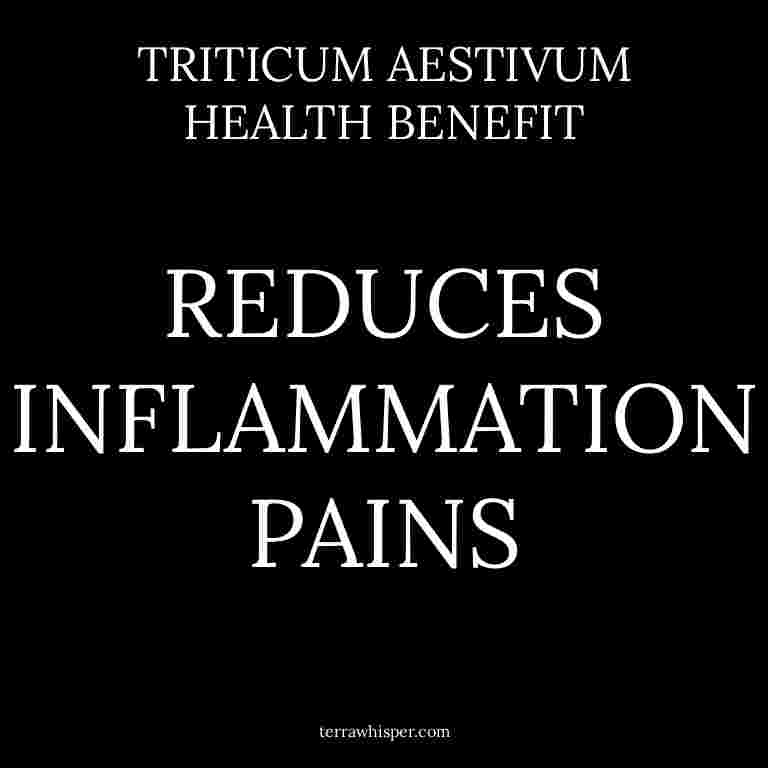 TRITICUM AESTIVUM
HEALTH BENEFIT
REDUCES
INFLAMMATION
PAINS
terrawhisper.com